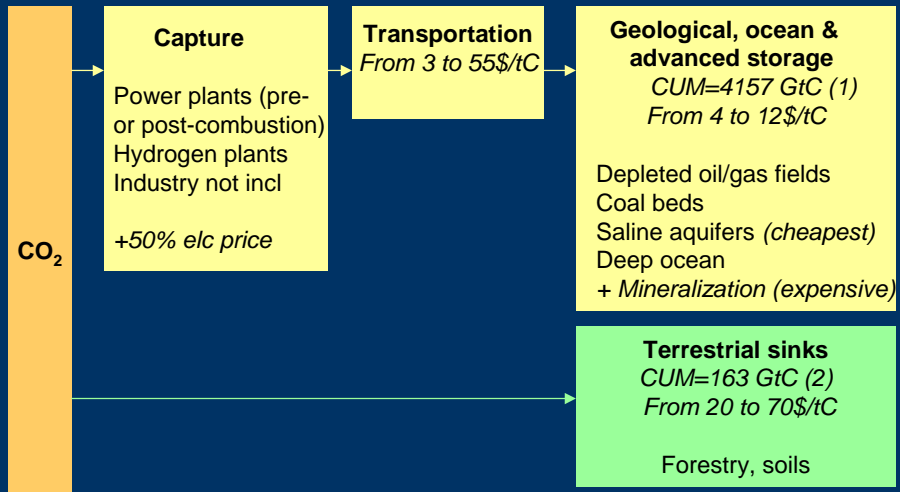 CO₂
Capture
Power plants (pre-
or post-combustion)
Hydrogen plants
Industry not incl
+50% elc price
Transportation
From 3 to 55$/tC
Geological, ocean &
advanced storage
CUM=4157 GtC (1)
From 4 to 12$/tC
Depleted oil/gas fields
Coal beds
Saline aquifers (cheapest)
Deep ocean
+ Mineralization (expensive)
Terrestrial sinks
CUM=163 GtC (2)
From 20 to 70$/tC
Forestry, soils